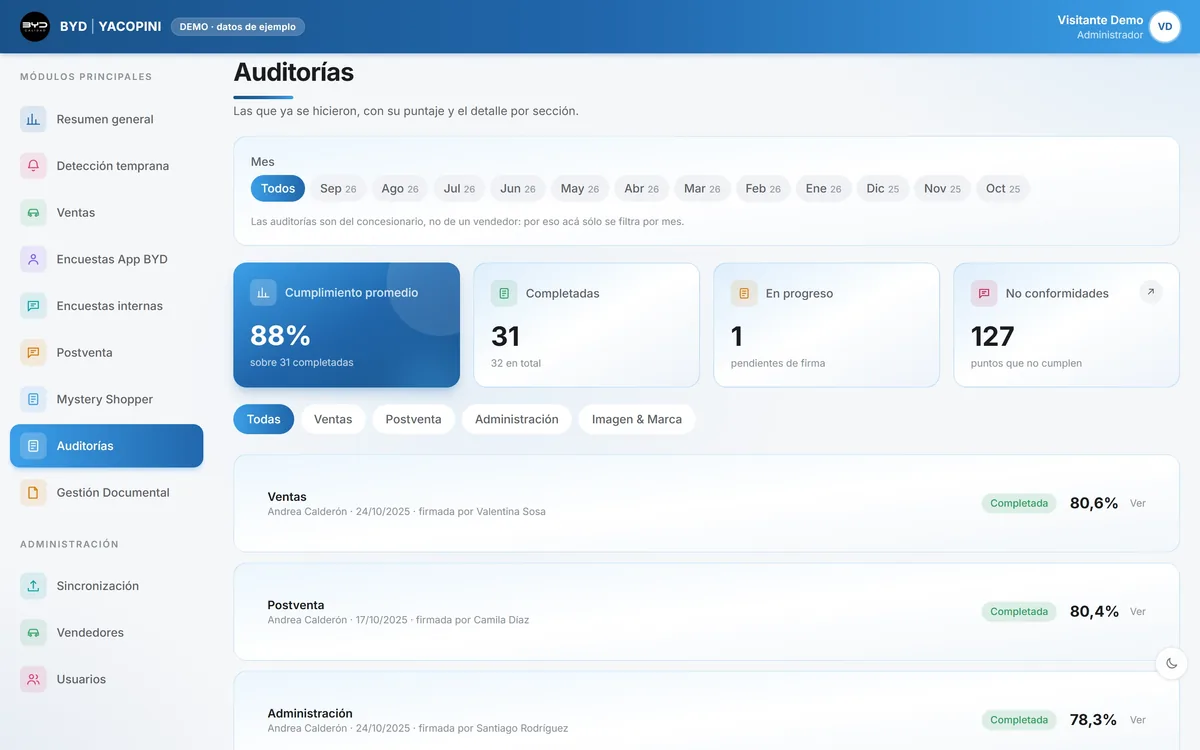 BYD
BYD | YACOPINI
DEMO · datos de ejemplo
Visitante Demo
Administrador
VD
MÓDULOS PRINCIPALES
Resumen general
Detección temprana
Ventas
Encuestas App BYD
Encuestas internas
Postventa
Mystery Shopper
Auditorías
Gestión Documental
ADMINISTRACIÓN
Sincronización
Vendedores
Usuarios
Auditorías
Las que ya se hicieron, con su puntaje y el detalle por sección.
Mes
Todos Sep 26 Ago 26 Jul 26 Jun 26 May 26 Abr 26 Mar 26 Feb 26 Ene 26 Dic 25 Nov 25 Oct 25
Las auditorías son del concesionario, no de un vendedor: por eso acá sólo se filtra por mes.
Cumplimiento promedio
88%
sobre 31 completadas
Completadas
31
32 en total
En progreso
1
pendientes de firma
No conformidades
127
puntos que no cumplen
Todas Ventas Postventa Administración Imagen & Marca
Ventas
Andrea Calderón · 24/10/2025 · firmada por Valentina Sosa
Completada 80,6% Ver
Postventa
Andrea Calderón · 17/10/2025 · firmada por Camila Díaz
Completada 80,4% Ver
Administración
Andrea Calderón · 24/10/2025 · firmada por Santiago Rodríguez
Completada 78,3% Ver